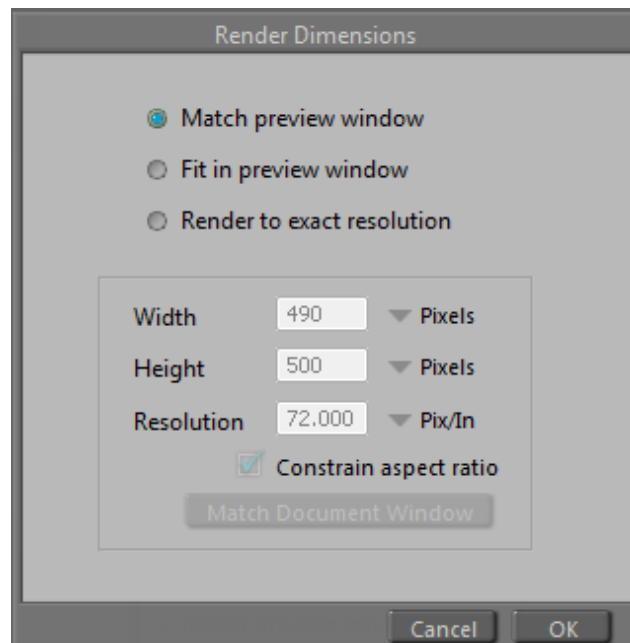 Render Dimensions
Match preview window
Fit in preview window
Render to exact resolution
Width 490 Pixels
Height 500 Pixels
Resolution 72.000 Pix/In
Constrain aspect ratio
Match Document Window
Cancel OK